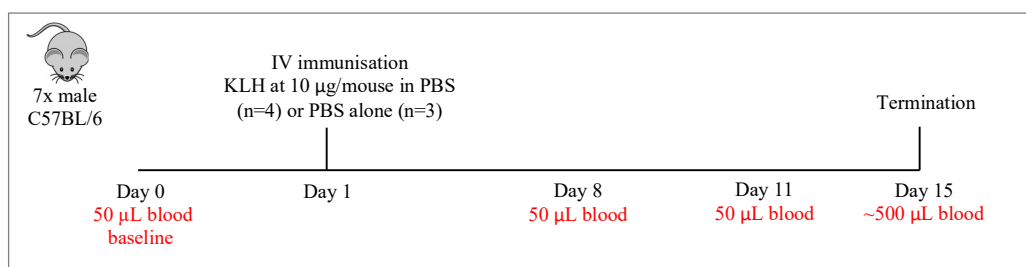 7x male
C57BL/6
IV immunisation
KLH at 10 μg/mouse in PBS
(n=4) or PBS alone (n=3)
Termination
Day 0
50 μL blood
baseline
Day 1
Day 8
50 μL blood
Day 11
50 μL blood
Day 15
~500 μL blood